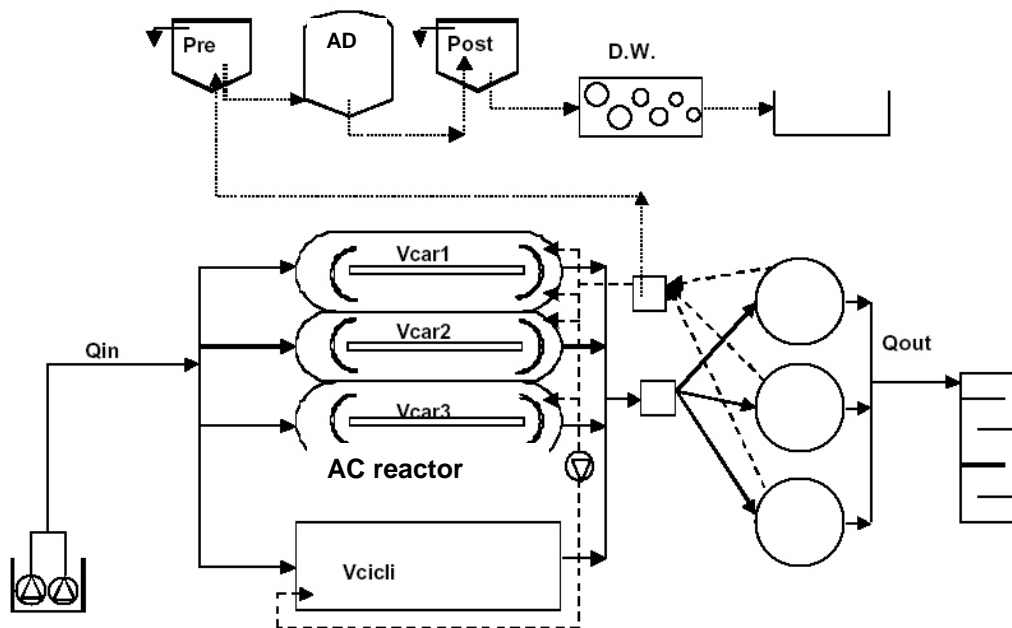 Pre
AD
Post
D.W.
Vcar1
Vcar2
Qin
Qout
Vcar3
AC reactor
Vcicli